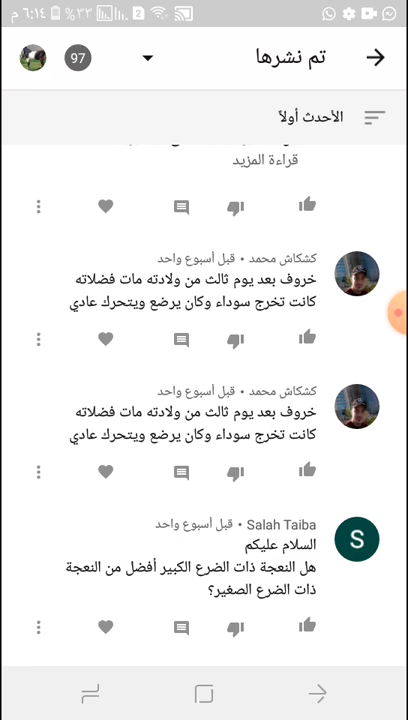 ٦:١٤ م ٣٣% 2
تم نشرها
97
الأحدث أولاً
قراءة المزيد
كشكاش محمد • قبل أسبوع واحد
خروف بعد يوم ثالث من ولادته مات فضلاته
كانت تخرج سوداء وكان يرضع ويتحرك عادي
كشكاش محمد • قبل أسبوع واحد
خروف بعد يوم ثالث من ولادته مات فضلاته
كانت تخرج سوداء وكان يرضع ويتحرك عادي
S
Salah Taiba • قبل أسبوع واحد
السلام عليكم
هل النعجة ذات الضرع الكبير أفضل من النعجة
ذات الضرع الصغير؟